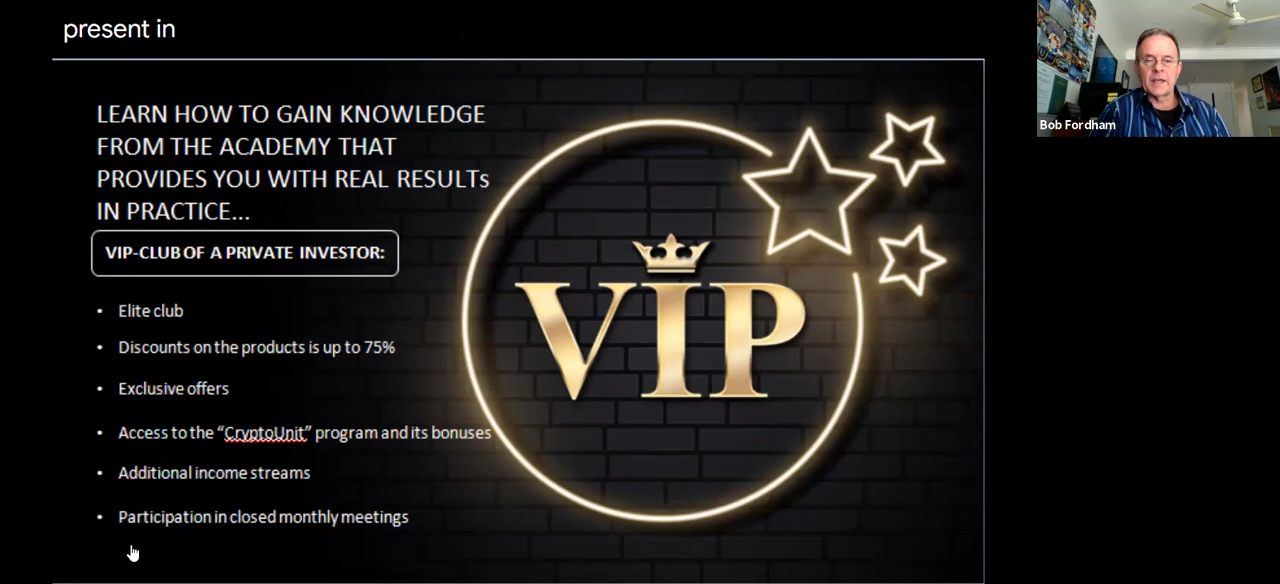 present in
LEARN HOW TO GAIN KNOWLEDGE
FROM THE ACADEMY THAT
PROVIDES YOU WITH REAL RESULTs
IN PRACTICE...
VIP-CLUB OF A PRIVATE INVESTOR:
• Elite club
• Discounts on the products is up to 75%
• Exclusive offers
• Access to the “CryptoUnit” program and its bonuses
• Additional income streams
• Participation in closed monthly meetings
VIP
Bob Fordham